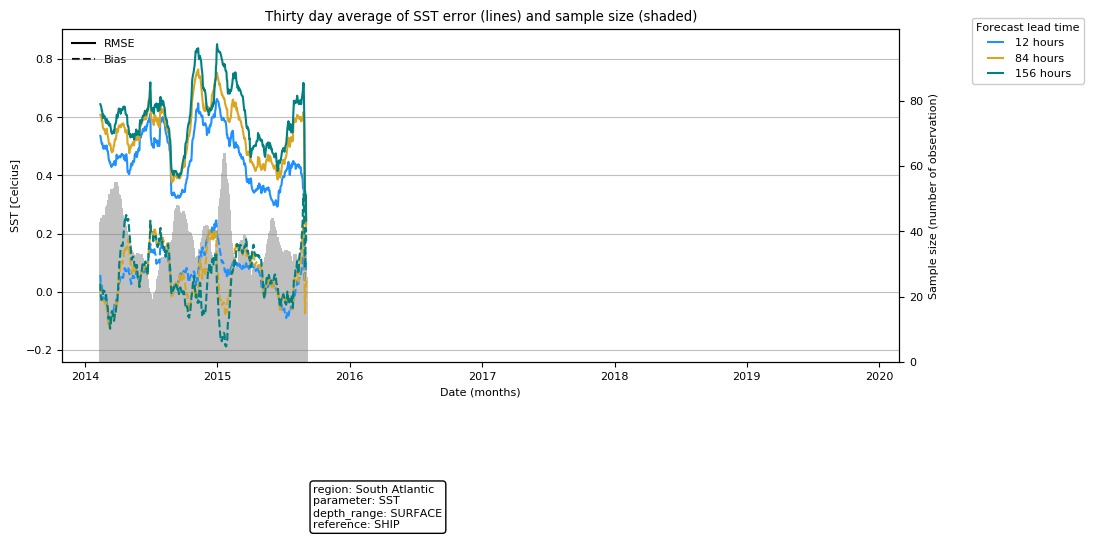 Thirty day average of SST error (lines) and sample size (shaded)
RMSE
Bias
Forecast lead time
12 hours
84 hours
156 hours
SST [Celcius]
0.8
0.6
0.4
0.2
0.0
−0.2
Sample size (number of observation)
80
60
40
20
0
2014
2015
2016
2017
2018
2019
2020
Date (months)
region: South Atlantic
parameter: SST
depth_range: SURFACE
reference: SHIP